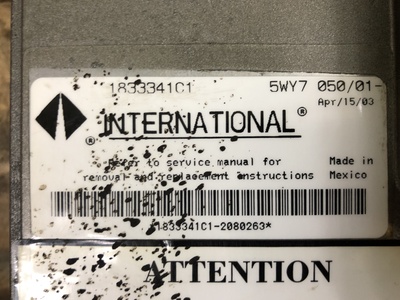 1833341C1 5WY7 050/01-
Apr/15/03
® INTERNATIONAL®
Refer to service manual for Made in
removal and replacement instructions Mexico
*1833341C1-2080263*
ATTENTION